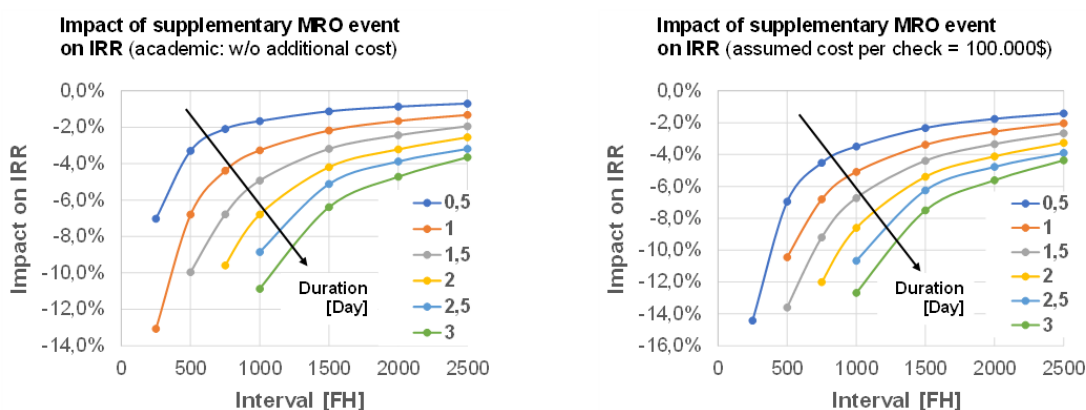 Impact of supplementary MRO event
on IRR (academic: w/o additional cost)
0,0%
-2,0%
-4,0%
-6,0%
-8,0%
-10,0%
-12,0%
-14,0%
Impact on IRR
0,5
1
1,5
2
2,5
3
Duration
[Day]
0 500 1000 1500 2000 2500
Interval [FH]
Impact of supplementary MRO event
on IRR (assumed cost per check = 100.000$)
0,0%
-2,0%
-4,0%
-6,0%
-8,0%
-10,0%
-12,0%
-14,0%
-16,0%
Impact on IRR
0,5
1
1,5
2
2,5
3
Duration
[Day]
0 500 1000 1500 2000 2500
Interval [FH]